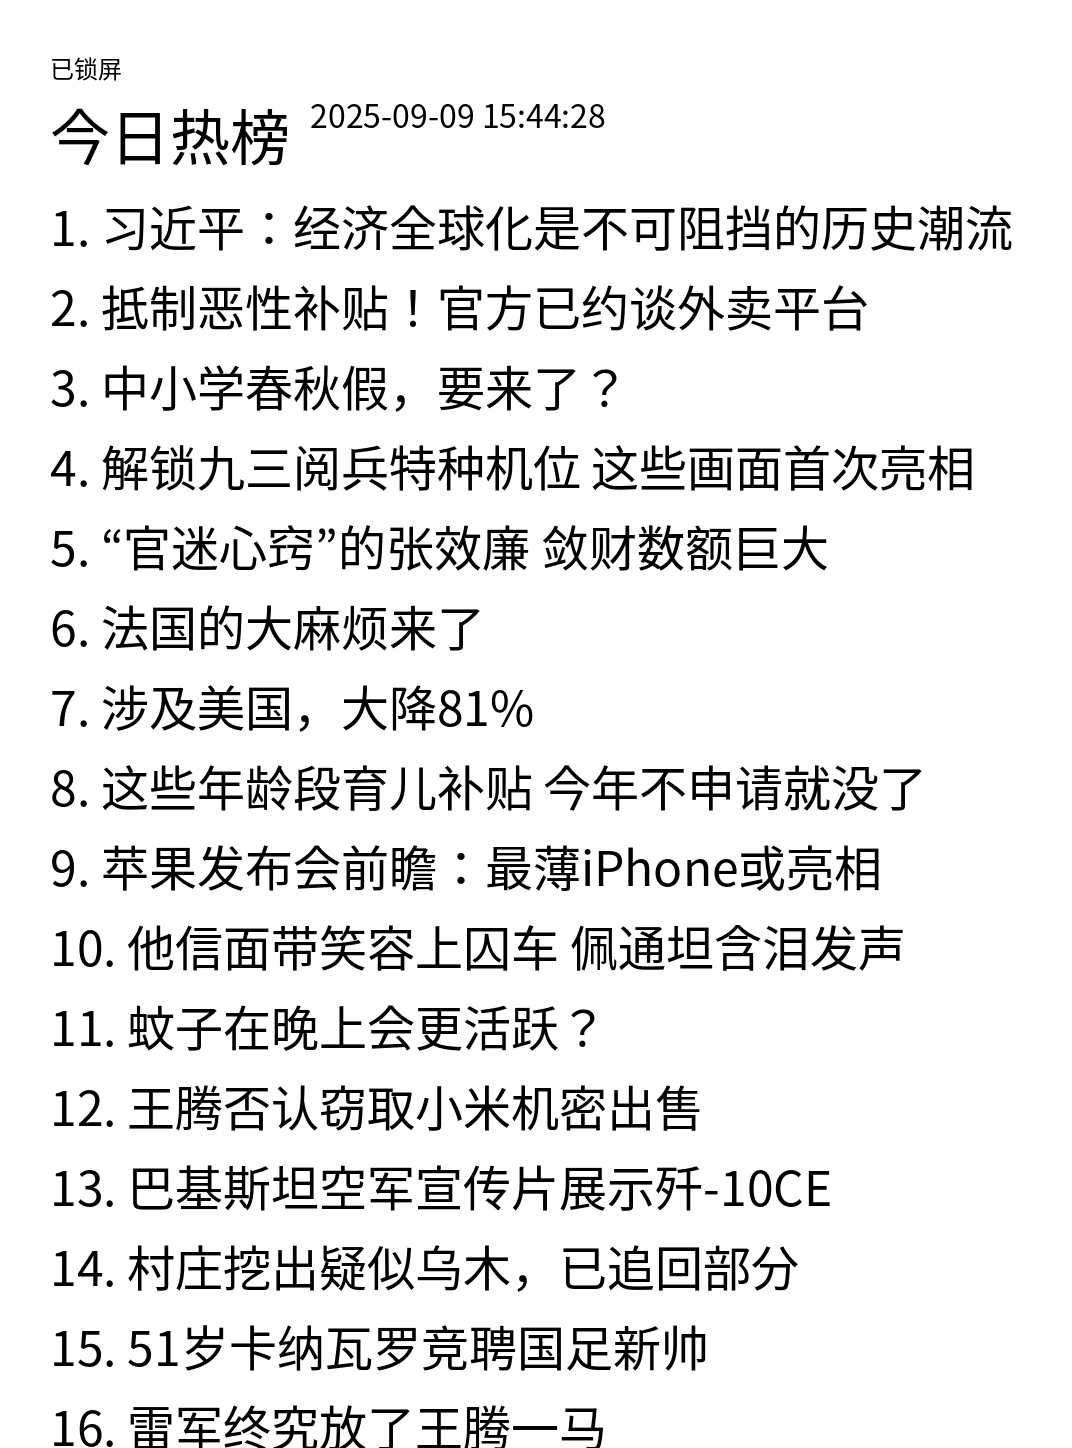 已锁屏
今日热榜 2025-09-09 15:44:28
1. 习近平：经济全球化是不可阻挡的历史潮流
2. 抵制恶性补贴！官方已约谈外卖平台
3. 中小学春秋假，要来了？
4. 解锁九三阅兵特种机位 这些画面首次亮相
5. “官迷心窍”的张效廉 敛财数额巨大
6. 法国的大麻烦来了
7. 涉及美国，大降81%
8. 这些年龄段育儿补贴 今年不申请就没了
9. 苹果发布会前瞻：最薄iPhone或亮相
10. 他信面带笑容上囚车 佩通坦含泪发声
11. 蚊子在晚上会更活跃？
12. 王腾否认窃取小米机密出售
13. 巴基斯坦空军宣传片展示歼-10CE
14. 村庄挖出疑似乌木，已追回部分
15. 51岁卡纳瓦罗竞聘国足新帅
16. 雷军终究放了王腾一马